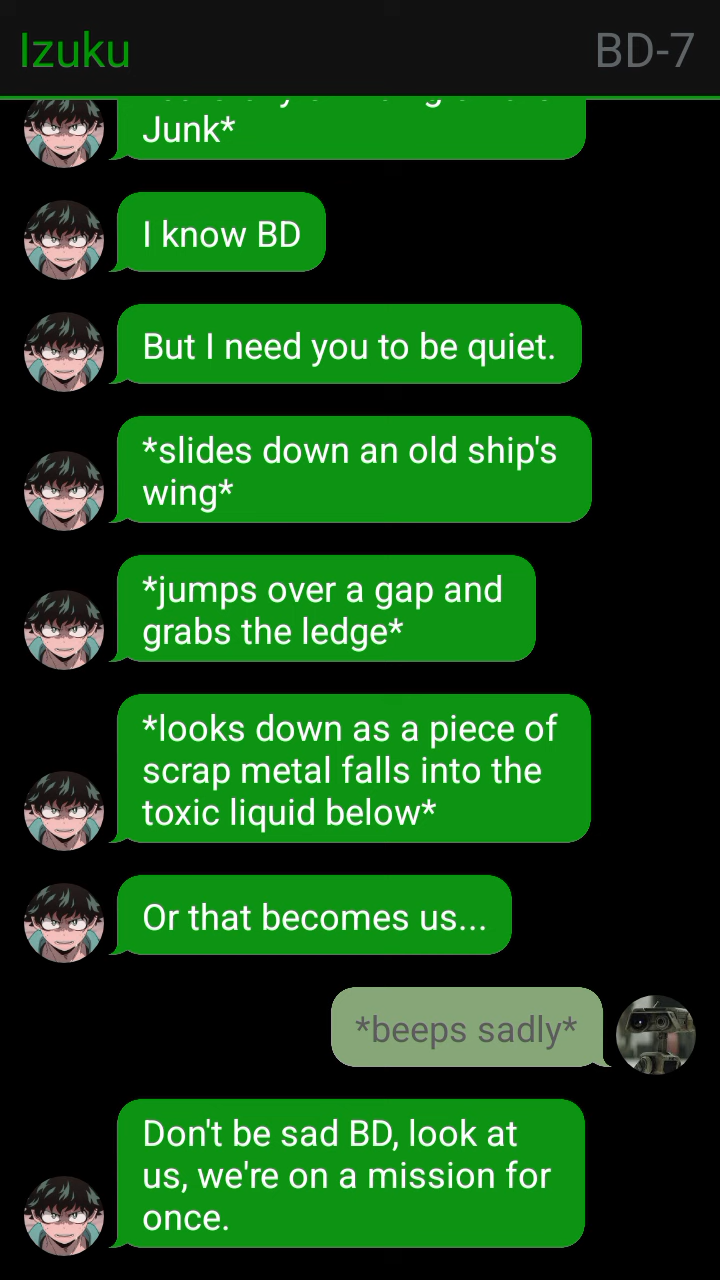 Izuku
BD-7
Junk*
I know BD
But I need you to be quiet.
*slides down an old ship's
wing*
*jumps over a gap and
grabs the ledge*
*looks down as a piece of
scrap metal falls into the
toxic liquid below*
Or that becomes us...
*beeps sadly*
Don't be sad BD, look at
us, we're on a mission for
once.